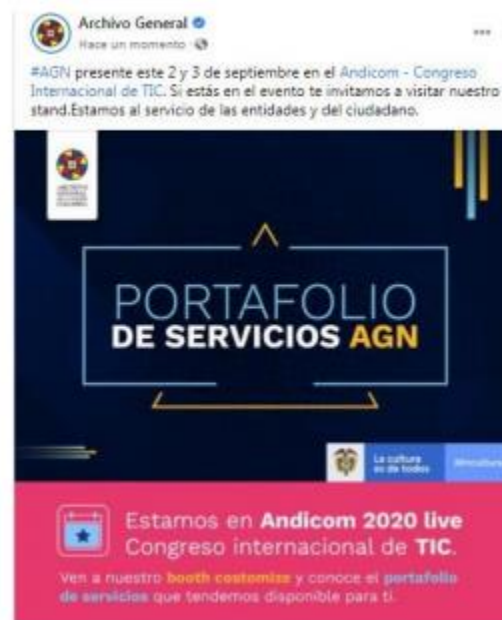 Archivo General
Hace un momento
#AGN presente este 2 y 3 de septiembre en el Andicom - Congreso
Internacional de TIC. Si estás en el evento te invitamos a visitar nuestro
stand.Estamos al servicio de las entidades y del ciudadano.
PORTAFOLIO
DE SERVICIOS AGN
La cultura
es de todos
Mincultura
Estamos en Andicom 2020 live
Congreso internacional de TIC.
Ven a nuestro booth costomize y conoce el portafolio
de servicios que tendemos disponible para ti.